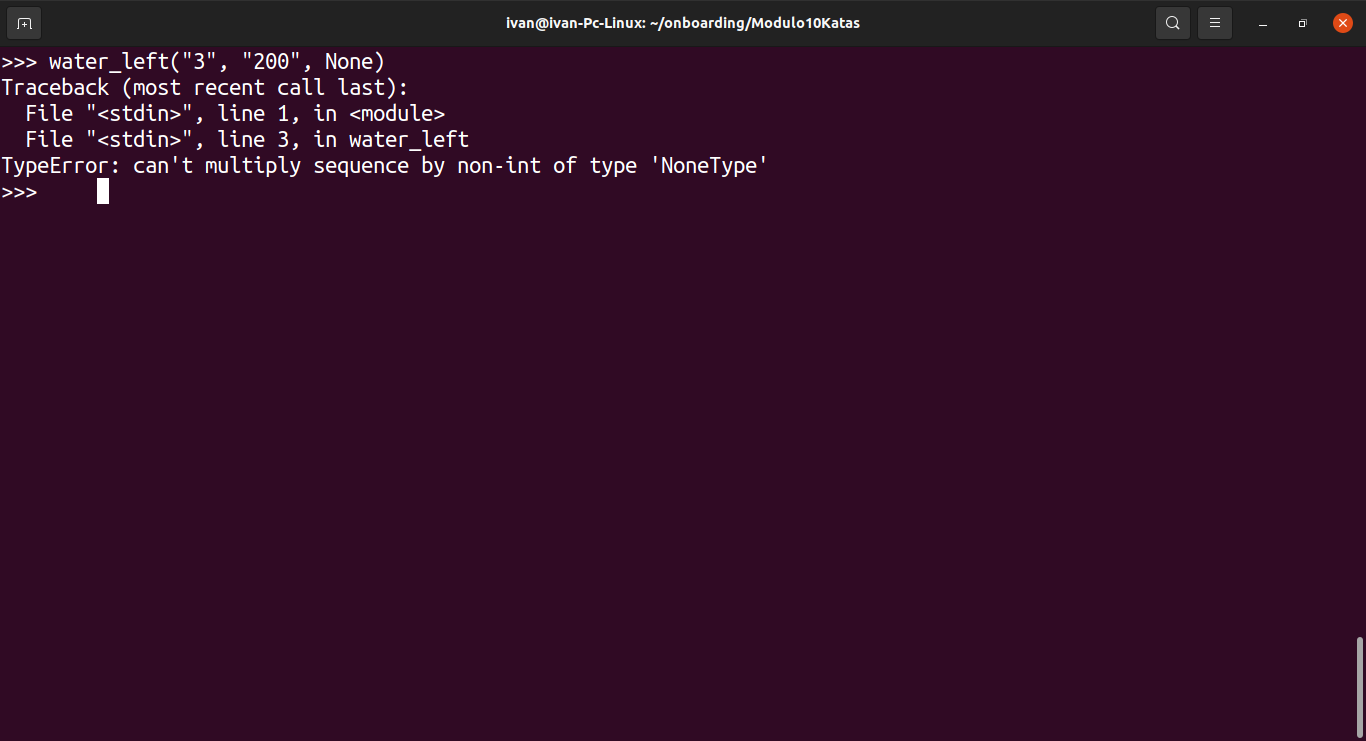 ivan@ivan-Pc-Linux: ~/onboarding/Modulo10Katas
>>> water_left("3", "200", None)
Traceback (most recent call last):
  File "<stdin>", line 1, in <module>
  File "<stdin>", line 3, in water_left
TypeError: can't multiply sequence by non-int of type 'NoneType'
>>>